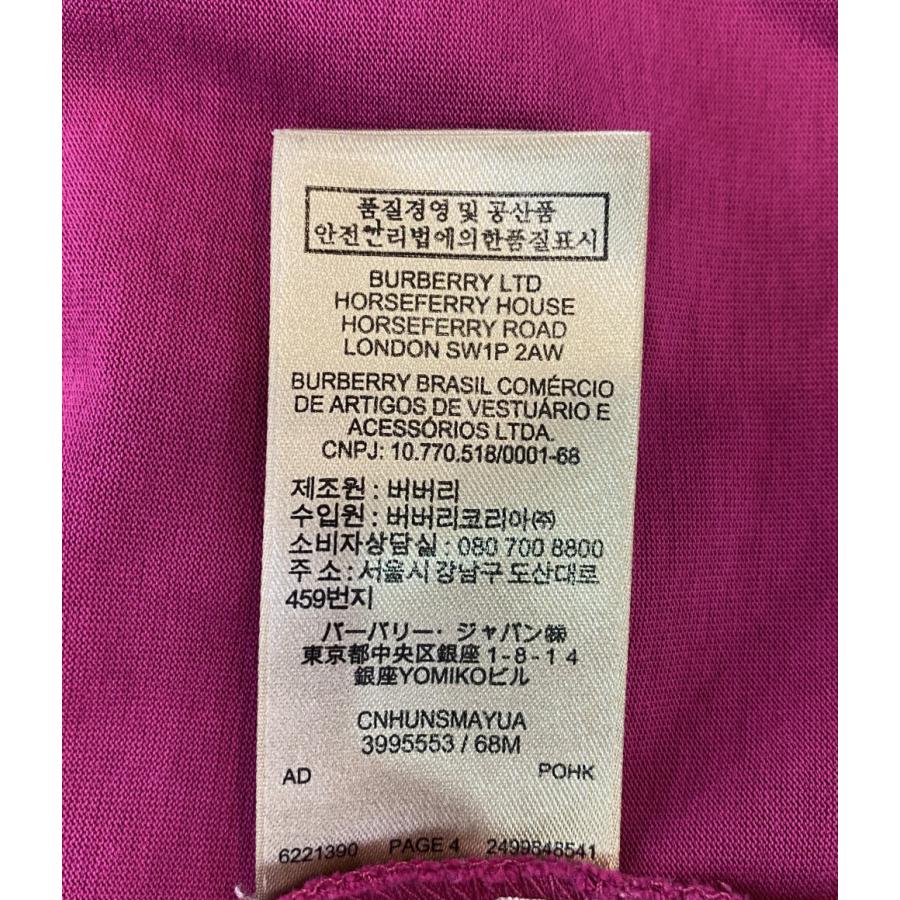 품질경영 및 공산품
안전관리법에의한품질표시
BURBERRY LTD
HORSEFERRY HOUSE
HORSEFERRY ROAD
LONDON SW1P 2AW
BURBERRY BRASIL COMÉRCIO
DE ARTIGOS DE VESTUÁRIO E
ACESSÓRIOS LTDA.
CNPJ: 10.770.518/0001-68
제조원 : 버버리
수입원 : 버버리코리아㈜
소비자상담실 : 080 700 8800
주 소 : 서울시 강남구 도산대로
459번지
バーバリー・ジャパン㈱
東京都中央区銀座 1-8-14
銀座YOMIKOビル
CNHUNSMAYUA
3995553 / 68M
AD POHK
6221390 PAGE 4 2499848541